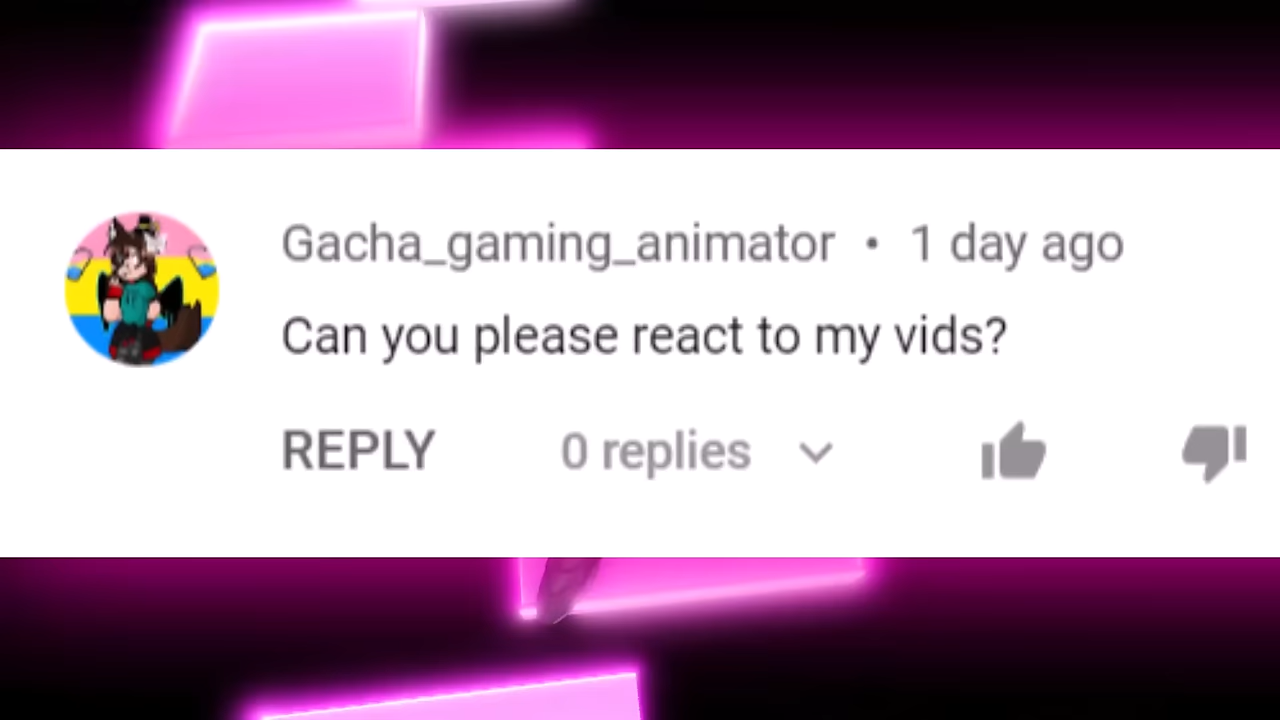 Gacha_gaming_animator • 1 day ago
Can you please react to my vids?
REPLY 0 replies